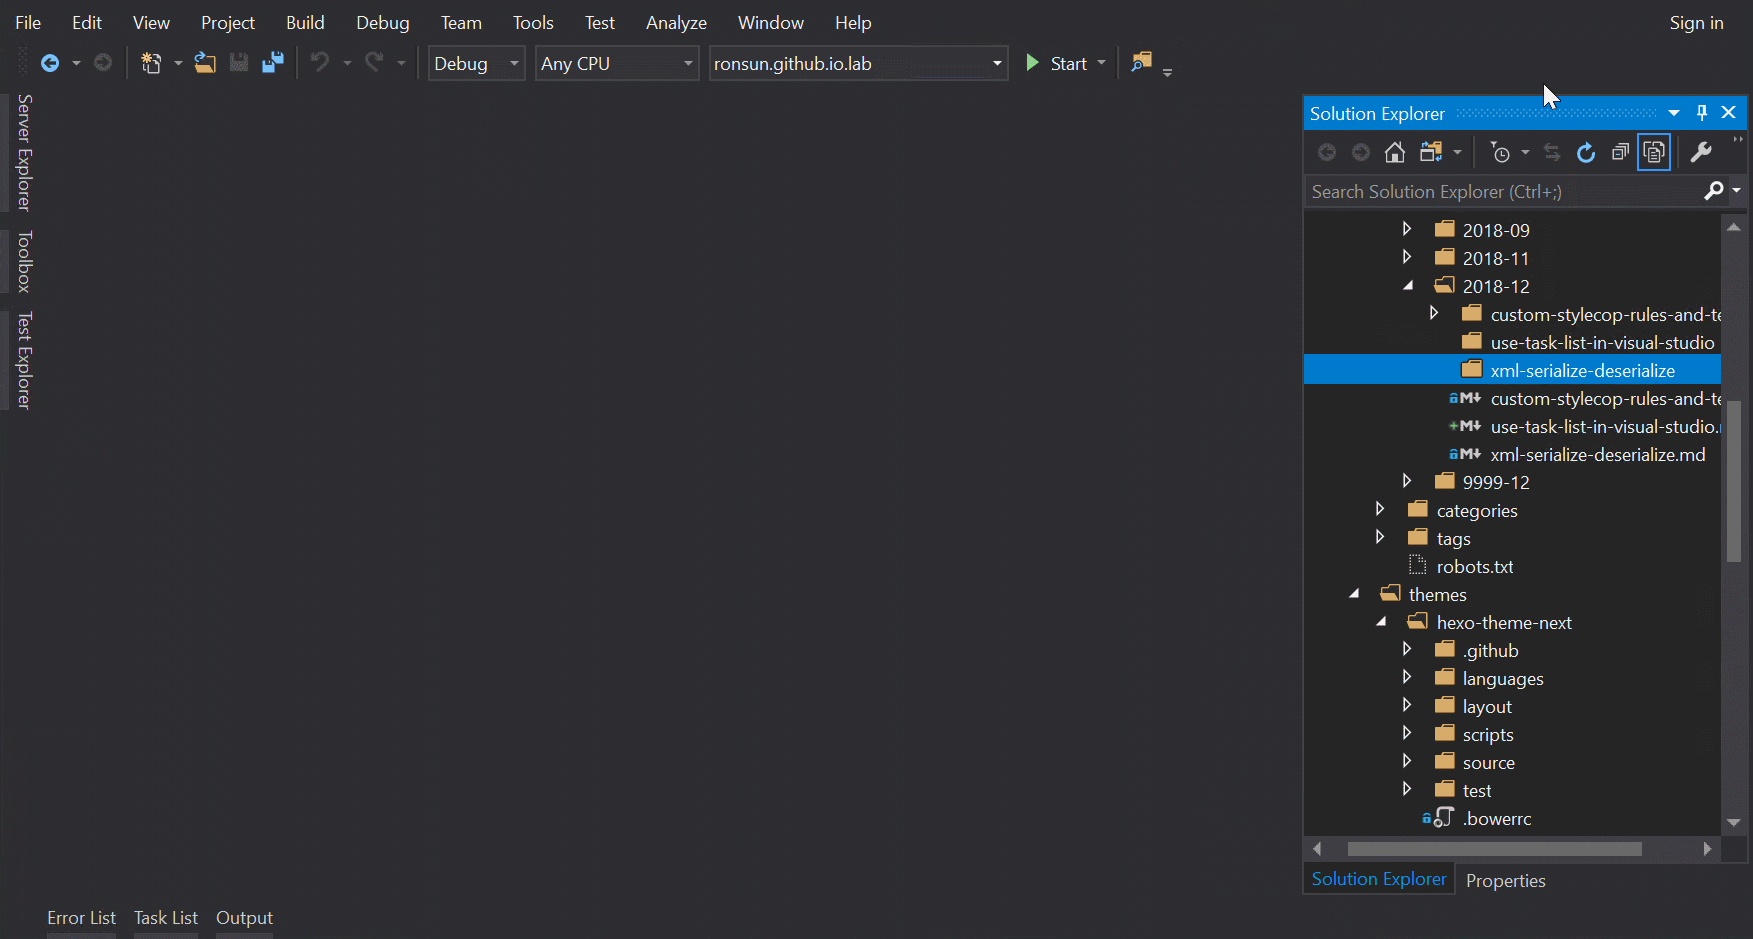 File Edit View Project Build Debug Team Tools Test Analyze Window Help Sign in
Debug Any CPU ronsun.github.io.lab Start
Server Explorer
Toolbox
Test Explorer
Solution Explorer
Search Solution Explorer (Ctrl+;)
2018-09
2018-11
2018-12
custom-stylecop-rules-and-te
use-task-list-in-visual-studio
xml-serialize-deserialize
M↓ custom-stylecop-rules-and-te
+M↓ use-task-list-in-visual-studio.
M↓ xml-serialize-deserialize.md
9999-12
categories
tags
robots.txt
themes
hexo-theme-next
.github
languages
layout
scripts
source
test
.bowerrc
Solution Explorer Properties
Error List Task List Output